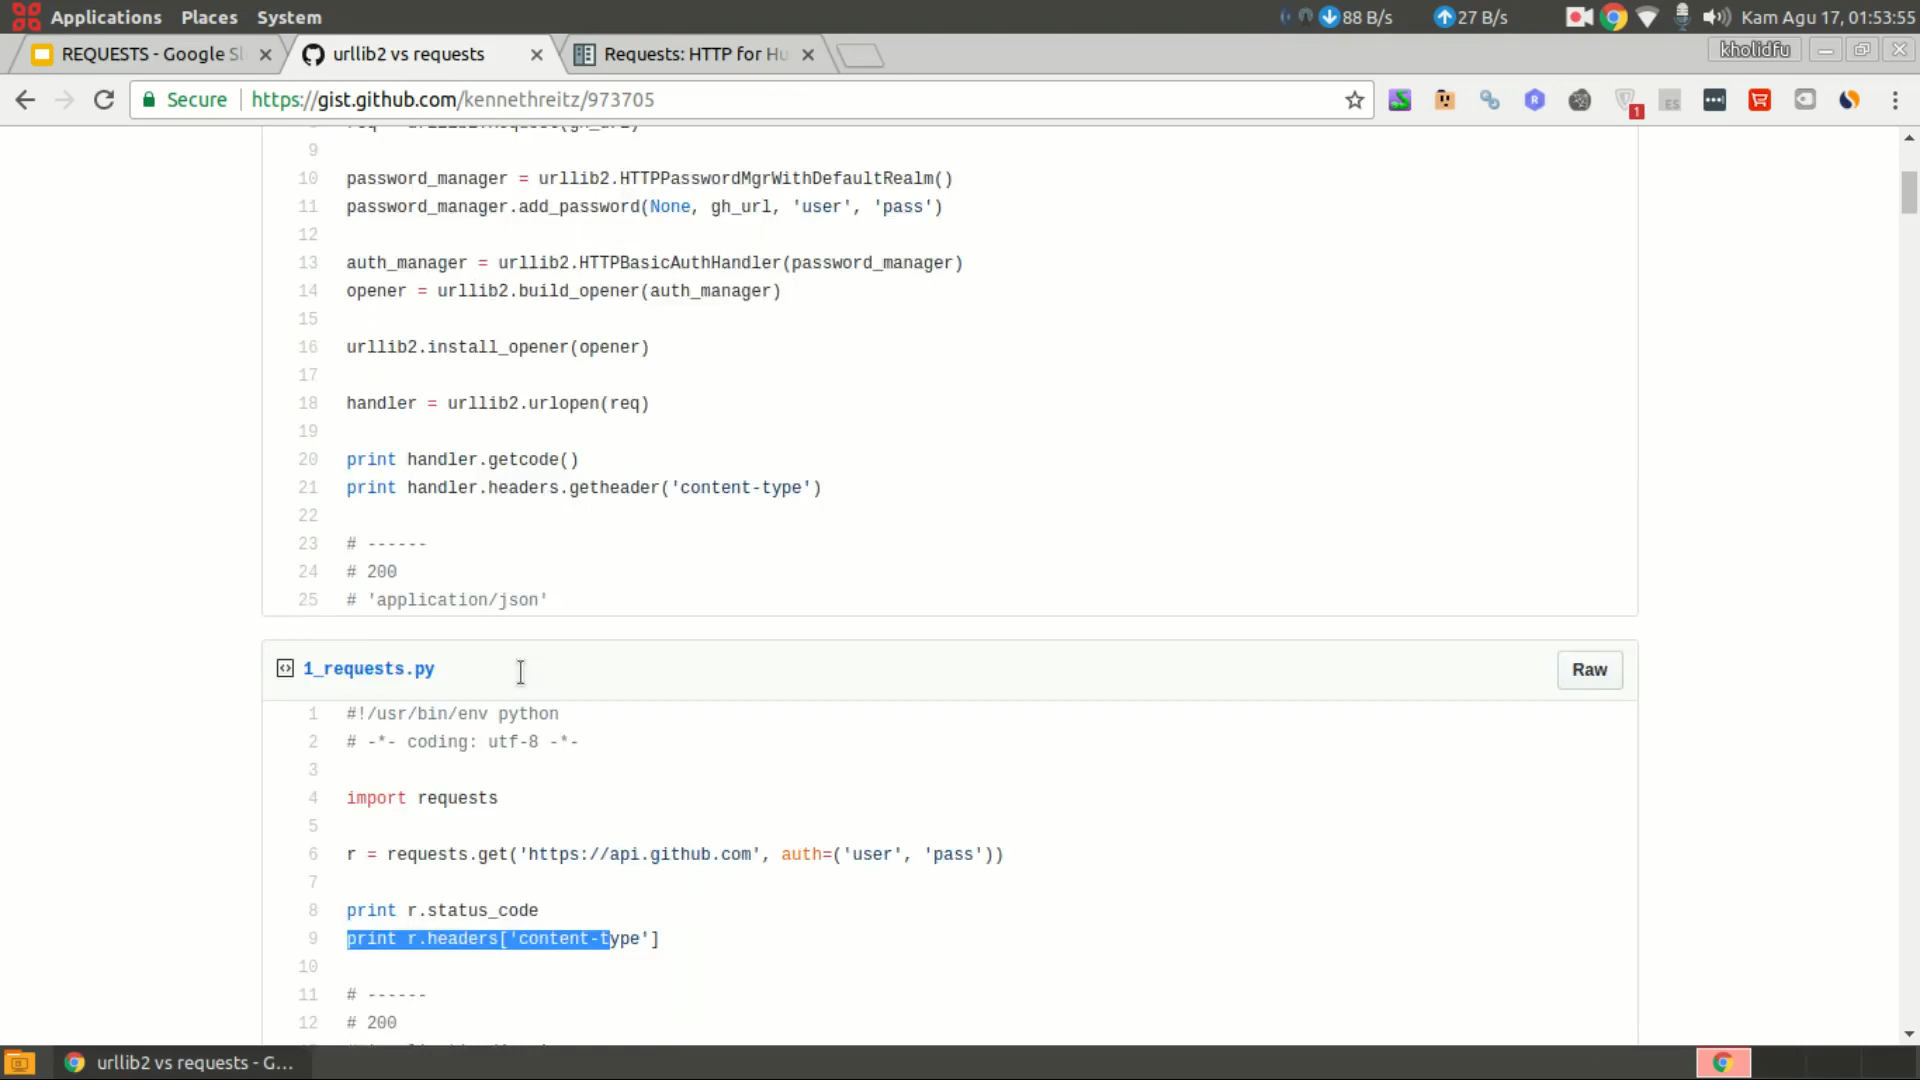 Applications Places System 88 B/s 27 B/s Kam Agu 17, 01:53:55
REQUESTS - Google Sl urllib2 vs requests Requests: HTTP for Hu kholidfu
Secure https://gist.github.com/kennethreitz/973705 1 ES
req = urllib2.Request(gh_url)
9
10 password_manager = urllib2.HTTPPasswordMgrWithDefaultRealm()
11 password_manager.add_password(None, gh_url, 'user', 'pass')
12
13 auth_manager = urllib2.HTTPBasicAuthHandler(password_manager)
14 opener = urllib2.build_opener(auth_manager)
15
16 urllib2.install_opener(opener)
17
18 handler = urllib2.urlopen(req)
19
20 print handler.getcode()
21 print handler.headers.getheader('content-type')
22
23 # ------
24 # 200
25 # 'application/json'
1_requests.py Raw
1 #!/usr/bin/env python
2 # -*- coding: utf-8 -*-
3
4 import requests
5
6 r = requests.get('https://api.github.com', auth=('user', 'pass'))
7
8 print r.status_code
9 print r.headers['content-type']
10
11 # ------
12 # 200
urllib2 vs requests - G...